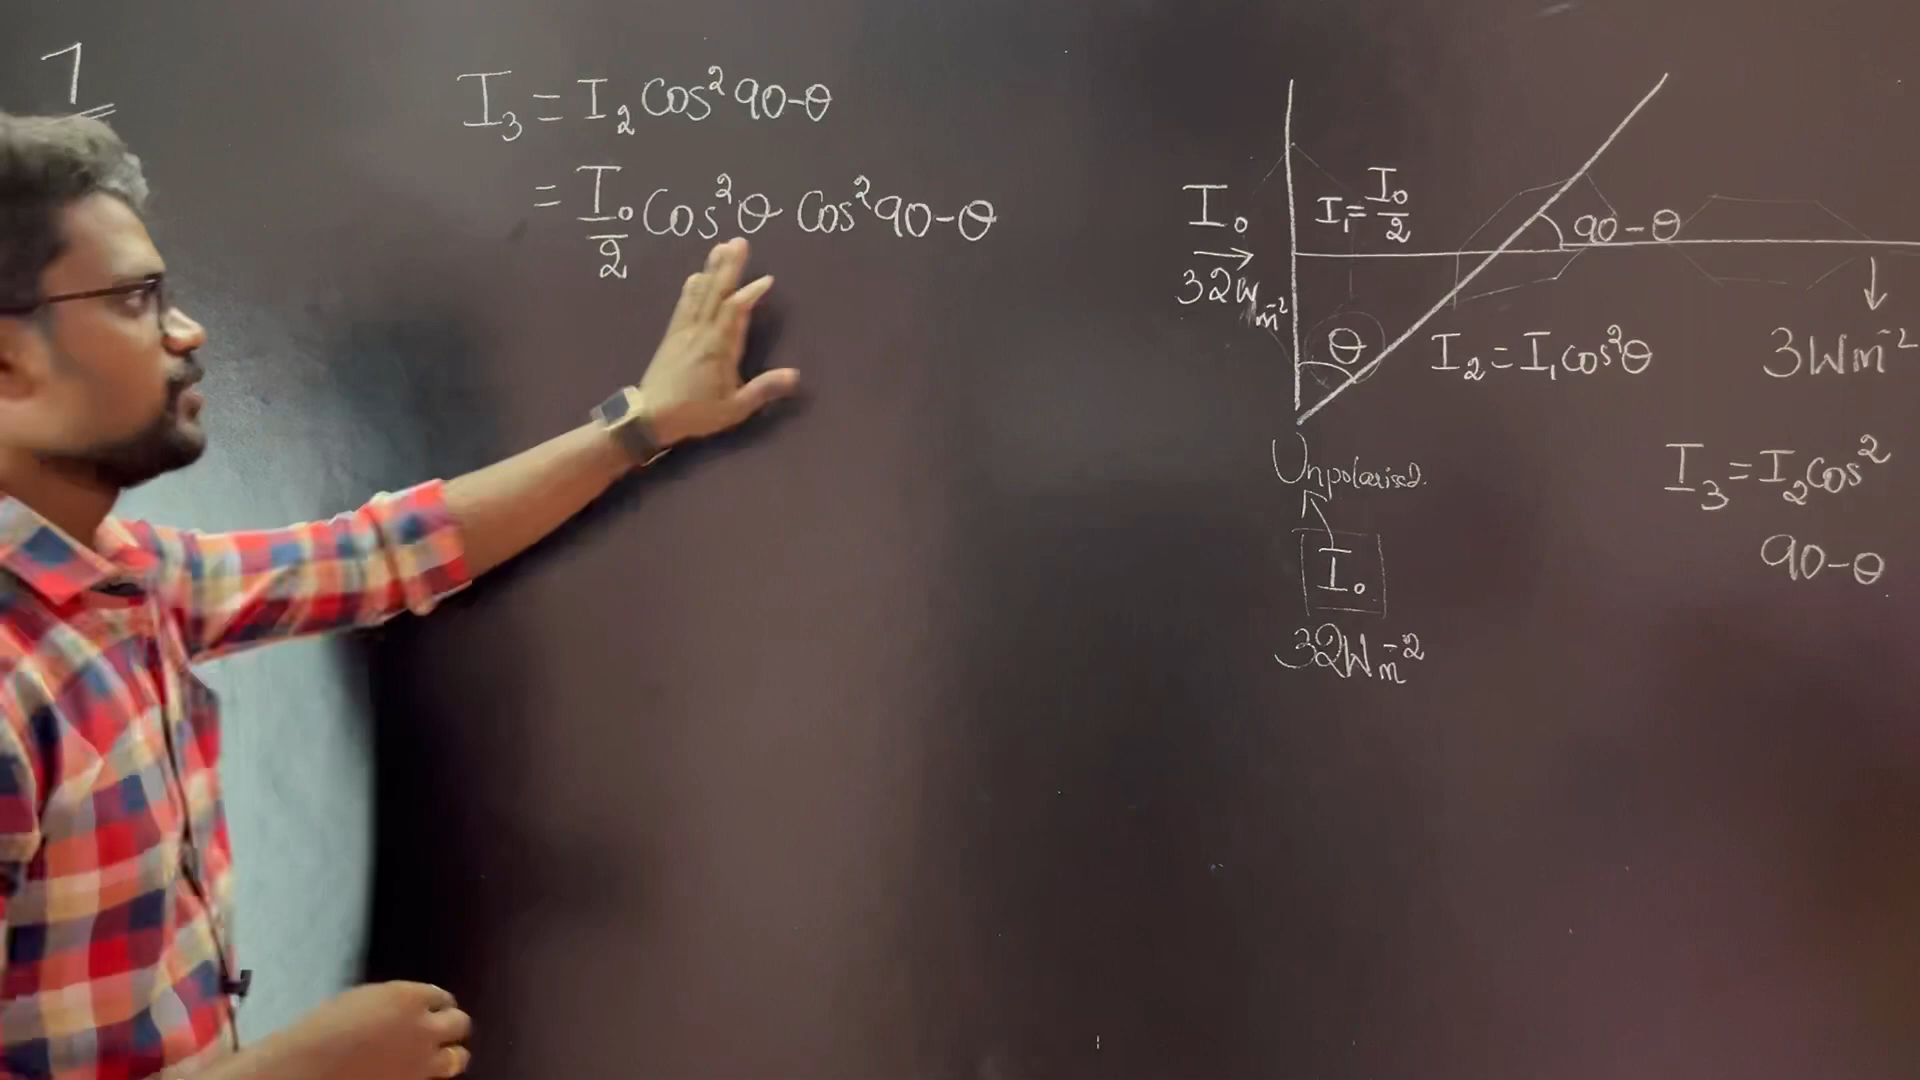 7
I₃ = I₂ Cos² 90-θ
= I₀/2 Cos²θ Cos² 90-θ
I₀
32 W m⁻²
I₁ = I₀/2
90-θ
θ
I₂ = I₁ Cos²θ
3 W m⁻²
Unpolarised.
I₀
32 W m⁻²
I₃ = I₂ Cos²
90-θ